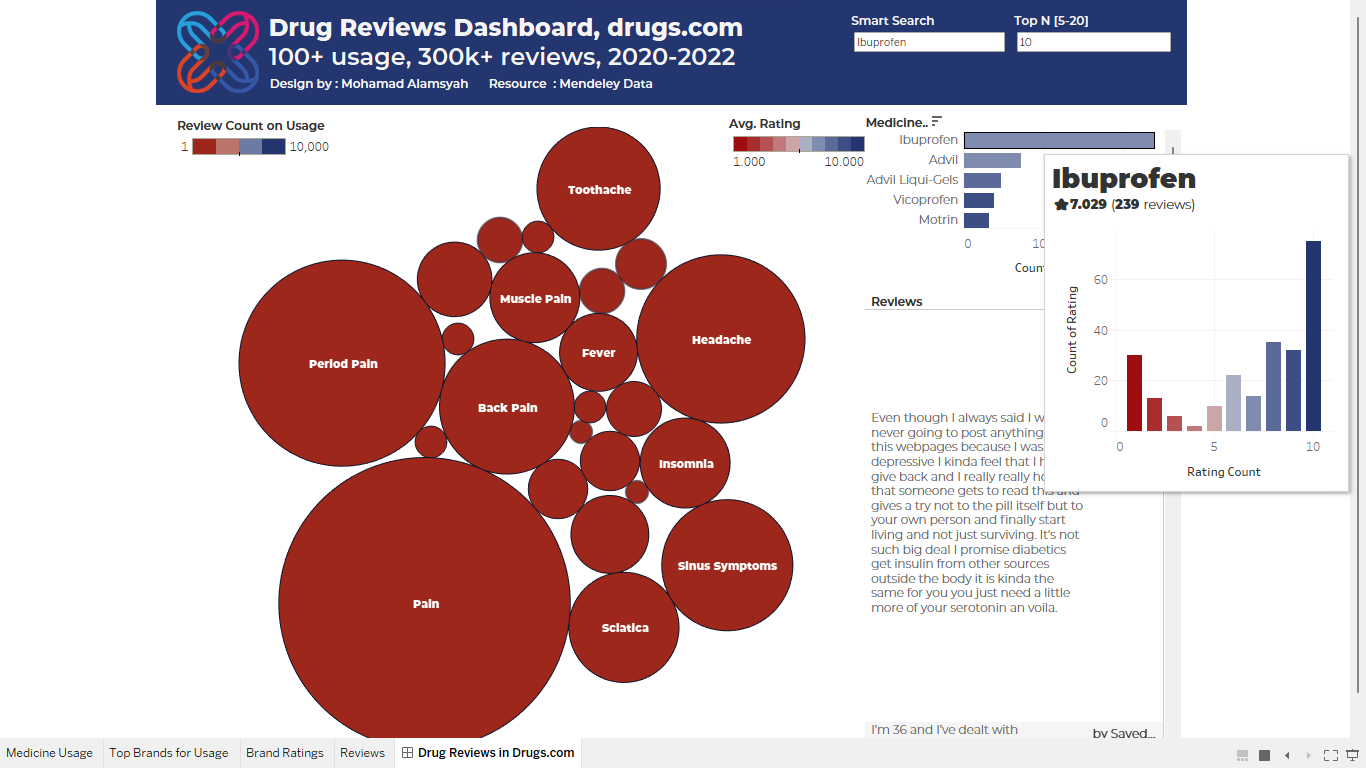 Drug Reviews Dashboard, drugs.com
100+ usage, 300k+ reviews, 2020-2022
Design by : Mohamad Alamsyah Resource : Mendeley Data
Smart Search
Ibuprofen
Top N [5-20]
10
Review Count on Usage
1 10,000
Avg. Rating
1.000 10.000
Toothache
Muscle Pain
Period Pain
Fever
Headache
Back Pain
Insomnia
Sinus Symptoms
Pain
Sciatica
Medicine..
Ibuprofen
Advil
Advil Liqui-Gels
Vicoprofen
Motrin
0 10
Coun
Ibuprofen
7.029 (239 reviews)
Count of Rating
60
40
20
0
0 5 10
Rating Count
Reviews
Even though I always said I w
never going to post anything
this webpages because I was
depressive I kinda feel that I h
give back and I really really ho
that someone gets to read this and
gives a try not to the pill itself but to
your own person and finally start
living and not just surviving. It's not
such big deal I promise diabetics
get insulin from other sources
outside the body it is kinda the
same for you you just need a little
more of your serotonin an voila.
I'm 36 and I've dealt with
by Saved...
Medicine Usage Top Brands for Usage Brand Ratings Reviews Drug Reviews in Drugs.com